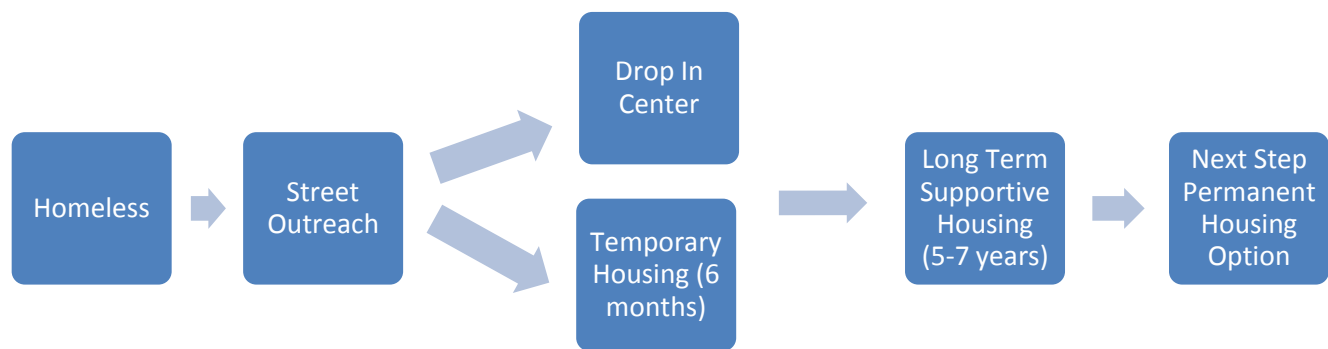 Homeless
Street
Outreach
Drop In
Center
Temporary
Housing (6
months)
Long Term
Supportive
Housing
(5-7 years)
Next Step
Permanent
Housing
Option